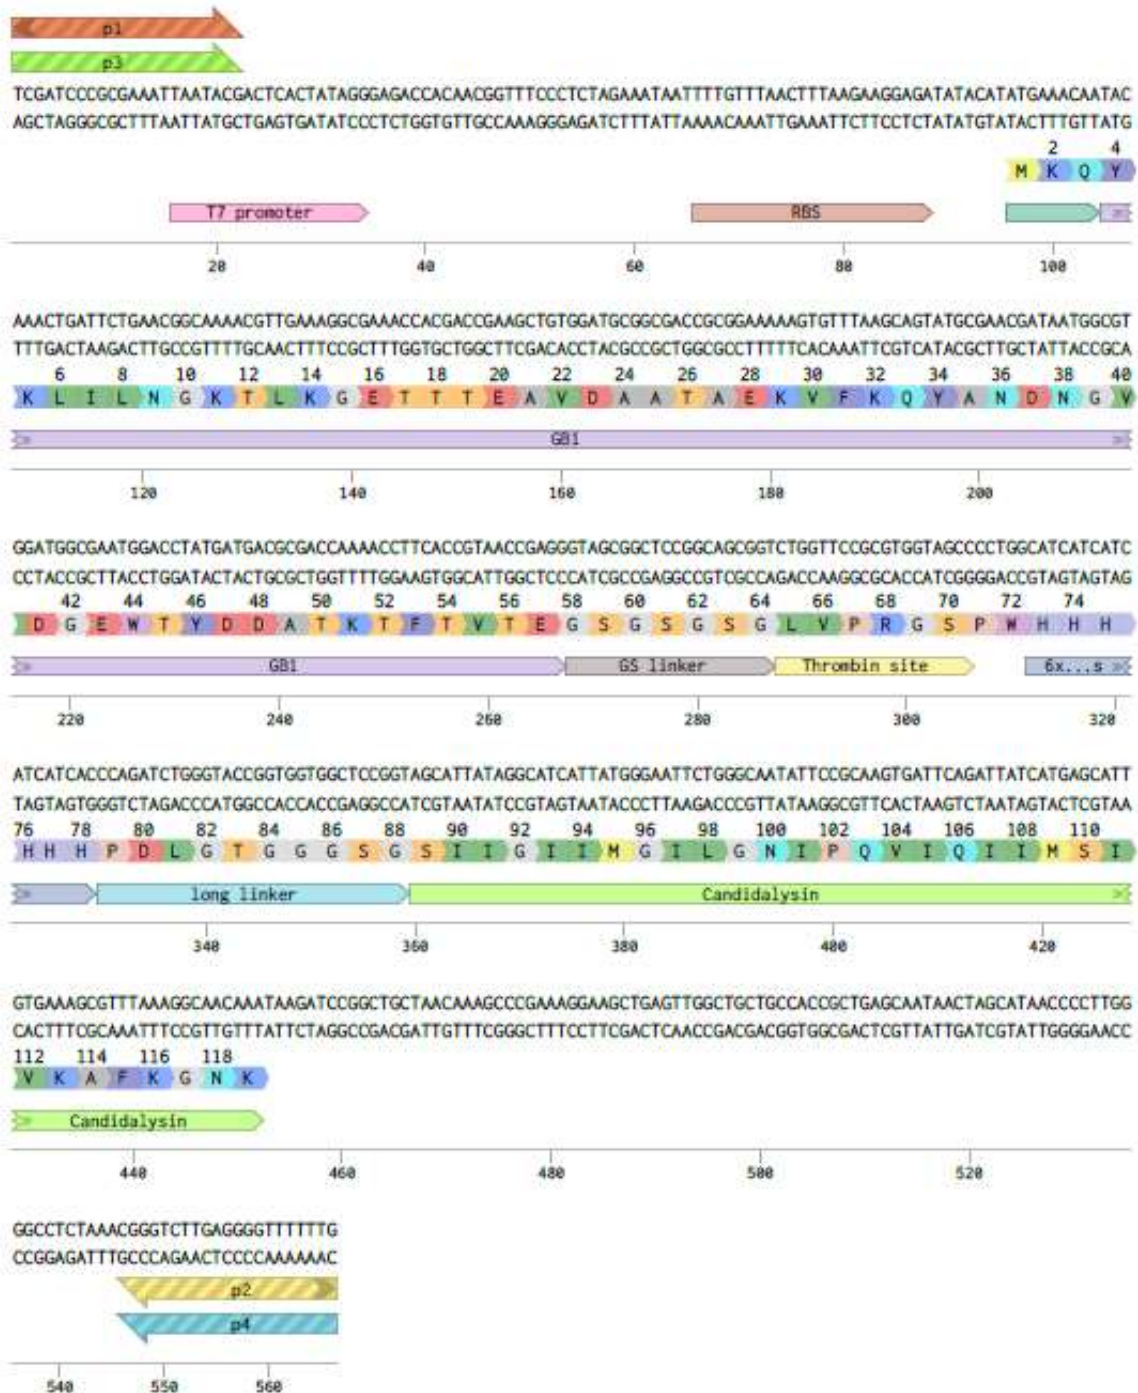 p1
p3
TCGATCCCGCGAAATTAATACGACTCACTATAGGGAGACCACAACGGTTTCCCTCTAGAAATAATTTTGTTTAACTTTAAGAAGGAGATATACATATGAAACAATAC
AGCTAGGGCGCTTTAATTATGCTGAGTGATATCCCTCTGGTGTTGCCAAAGGGAGATCTTTATTAAAACAAATTGAAATTCTTCCTCTATATGTATACTTTGTTATG
2 4
M K Q Y
T7 promoter RBS
20 40 60 80 100
AAACTGATTCTGAACGGCAAAACGTTGAAAGGCGAAACCACGACCGAAGCTGTGGATGCGGCGACCGCGGAAAAAGTGTTTAAGCAGTATGCGAACGATAATGGCGT
TTTGACTAAGACTTGCCGTTTTGCAACTTTCCGCTTTGGTGCTGGCTTCGACACCTACGCCGCTGGCGCCTTTTTCACAAATTCGTCATACGCTTGCTATTACCGCA
6 8 10 12 14 16 18 20 22 24 26 28 30 32 34 36 38 40
K L I L N G K T L K G E T T T E A V D A A T A E K V F K Q Y A N D N G V
GB1
120 140 160 180 200
GGATGGCGAATGGACCTATGATGACGCGACCAAAACCTTCACCGTAACCGAGGGTAGCGGCTCCGGCAGCGGTCTGGTTCCGCGTGGTAGCCCCTGGCATCATCATC
CCTACCGCTTACCTGGATACTACTGCGCTGGTTTTGGAAGTGGCATTGGCTCCCATCGCCGAGGCCGTCGCCAGACCAAGGCGCACCATCGGGGACCGTAGTAGTAG
42 44 46 48 50 52 54 56 58 60 62 64 66 68 70 72 74
D G E W T Y D D A T K T F T V T E G S G S G S G L V P R G S P W H H H
GB1 GS linker Thrombin site 6x...s
220 240 260 280 300 320
ATCATCACCCAGATCTGGGTACCGGTGGTGGCTCCGGTAGCATTATAGGCATCATTATGGGAATTCTGGGCAATATTCCGCAAGTGATTCAGATTATCATGAGCATT
TAGTAGTGGGTCTAGACCCATGGCCACCACCGAGGCCATCGTAATATCCGTAGTAATACCCTTAAGACCCGTTATAAGGCGTTCACTAAGTCTAATAGTACTCGTAA
76 78 80 82 84 86 88 90 92 94 96 98 100 102 104 106 108 110
H H H P D L G T G G G S G S I I G I I M G I L G N I P Q V I Q I I M S I
long linker Candidalysin
340 360 380 400 420
GTGAAAGCGTTTAAAGGCAACAAATAAGATCCGGCTGCTAACAAAGCCCGAAAGGAAGCTGAGTTGGCTGCTGCCACCGCTGAGCAATAACTAGCATAACCCCTTGG
CACTTTCGCAAATTTCCGTTGTTTATTCTAGGCCGACGATTGTTTCGGGCTTTCCTTCGACTCAACCGACGACGGTGGCGACTCGTTATTGATCGTATTGGGGAACC
112 114 116 118
V K A F K G N K
Candidalysin
440 460 480 500 520
GGCCTCTAAACGGGTCTTGAGGGGTTTTTTG
CCGGAGATTTGCCCAGAACTCCCCAAAAAAC
p2
p4
540 550 560